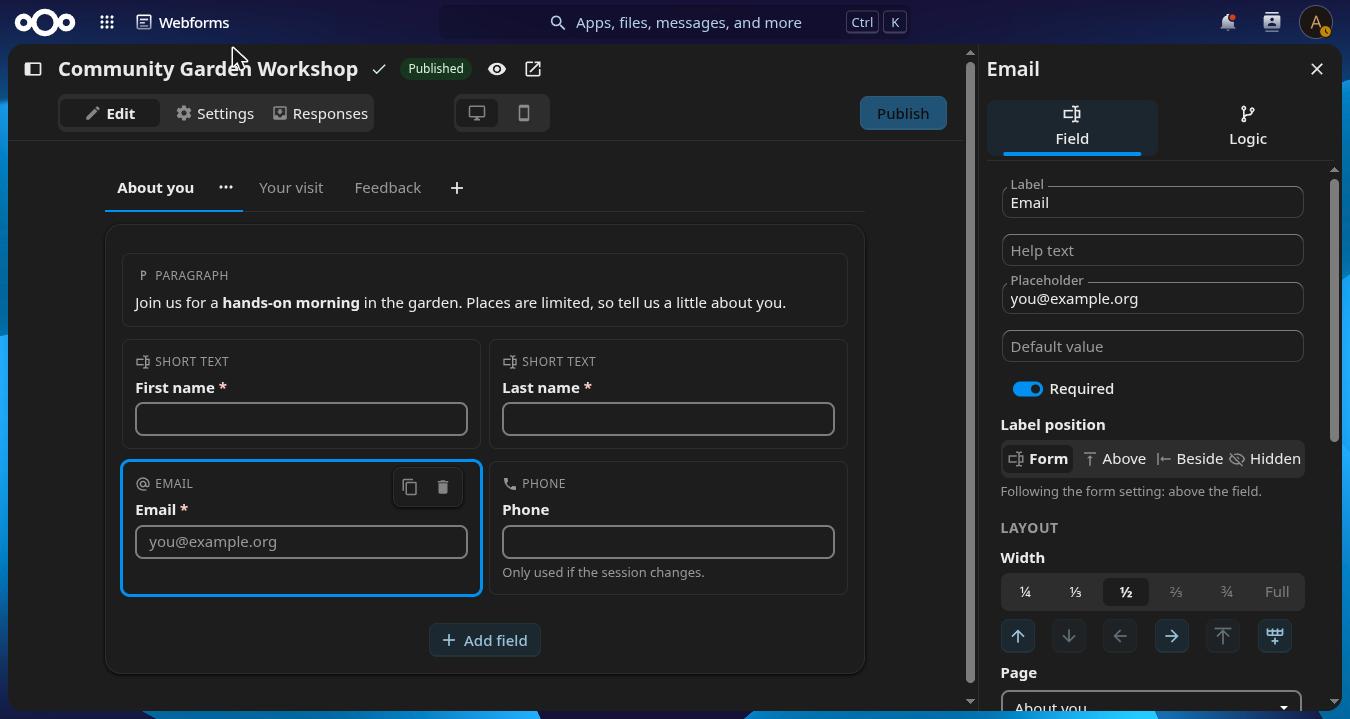 Webforms
Apps, files, messages, and more
Ctrl K
A
Community Garden Workshop
Published
Edit
Settings
Responses
Publish
About you
Your visit
Feedback
P PARAGRAPH
Join us for a hands-on morning in the garden. Places are limited, so tell us a little about you.
SHORT TEXT
First name *
SHORT TEXT
Last name *
@ EMAIL
Email *
you@example.org
PHONE
Phone
Only used if the session changes.
+ Add field
Email
Field
Logic
Label
Email
Help text
Placeholder
you@example.org
Default value
Required
Label position
Form Above Beside Hidden
Following the form setting: above the field.
LAYOUT
Width
¼ ⅓ ½ ⅔ ¾ Full
Page
About you